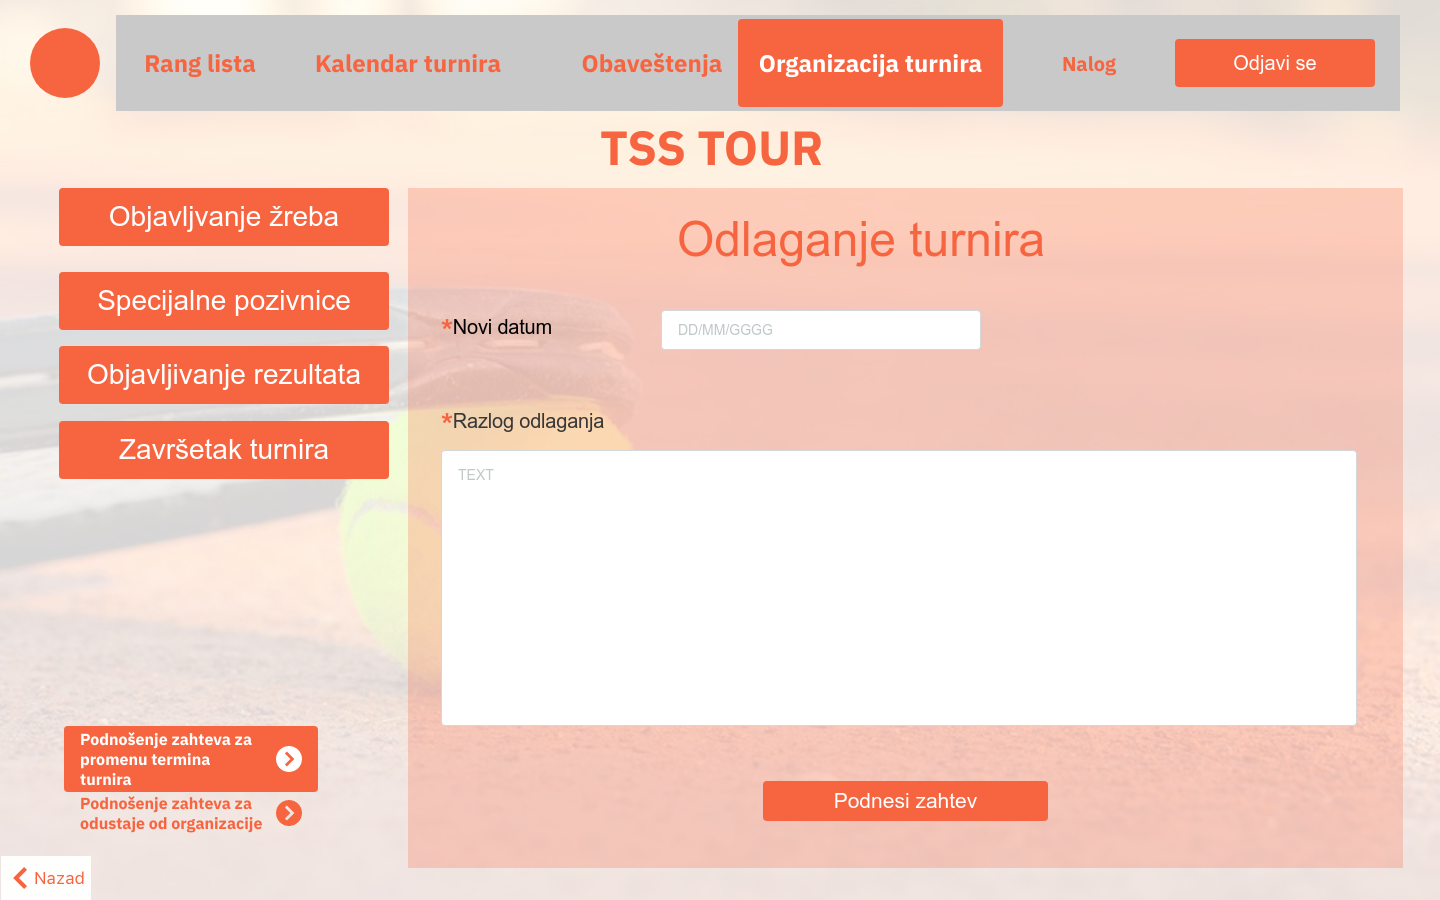 Rang lista
Kalendar turnira
Obaveštenja
Organizacija turnira
Nalog
Odjavi se
TSS TOUR
Objavljvanje žreba
Specijalne pozivnice
Objavljivanje rezultata
Završetak turnira
Odlaganje turnira
*Novi datum
DD/MM/GGGG
*Razlog odlaganja
TEXT
Podnesi zahtev
Podnošenje zahteva za
promenu termina
turnira
Podnošenje zahteva za
odustaje od organizacije
Nazad